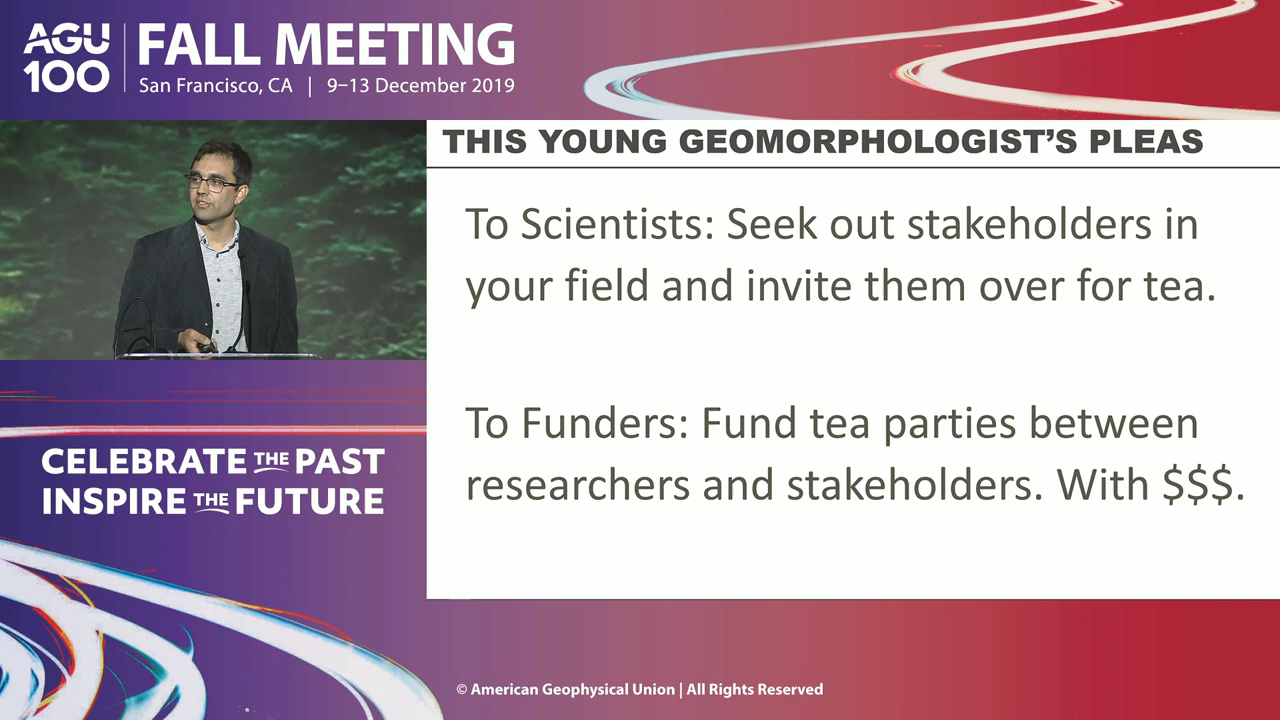 AGU
100
FALL MEETING
San Francisco, CA | 9–13 December 2019
THIS YOUNG GEOMORPHOLOGIST'S PLEAS
To Scientists: Seek out stakeholders in
your field and invite them over for tea.
To Funders: Fund tea parties between
researchers and stakeholders. With $$$.
CELEBRATE THE PAST
INSPIRE THE FUTURE
© American Geophysical Union | All Rights Reserved